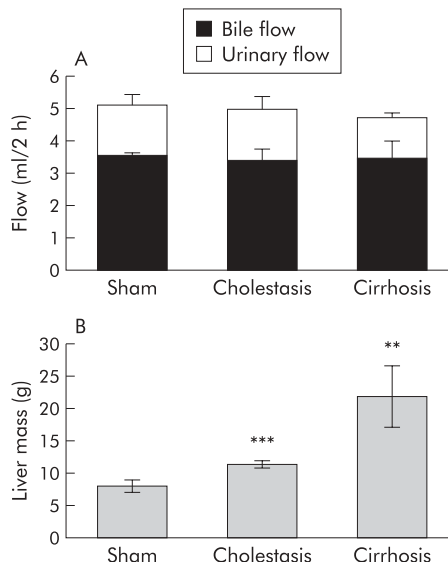 Bile flow
Urinary flow
A
Flow (ml/2 h)
6
5
4
3
2
1
0
Sham Cholestasis Cirrhosis
B
Liver mass (g)
30
25
20
15
10
5
0
***
**
Sham Cholestasis Cirrhosis